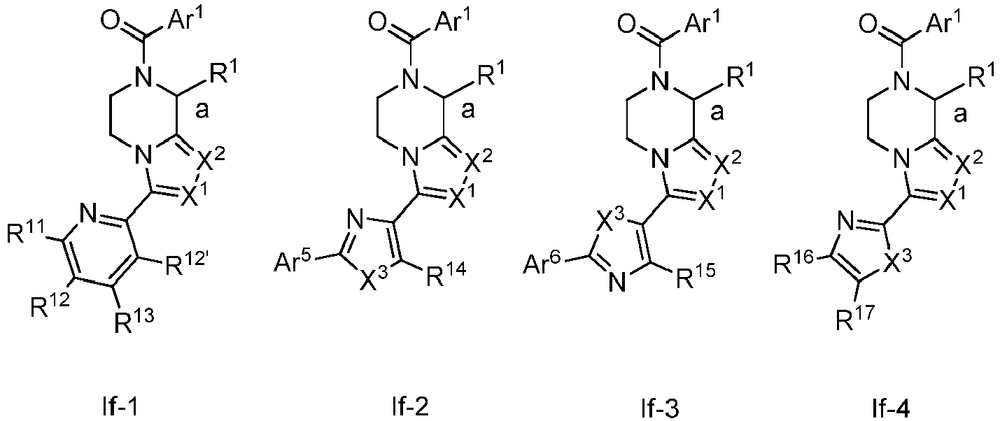 O Ar¹ O Ar¹ O Ar¹ O Ar¹
N R¹ N R¹ N R¹ N R¹
a a a a
N X² N X² N X² N X²
X¹ X¹ X¹ X¹
N N X³ N
R¹¹ R¹²' Ar⁵ X³ R¹⁴ Ar⁶ N R¹⁵ R¹⁶ X³
R¹² R¹³ R¹⁷
If-1 If-2 If-3 If-4